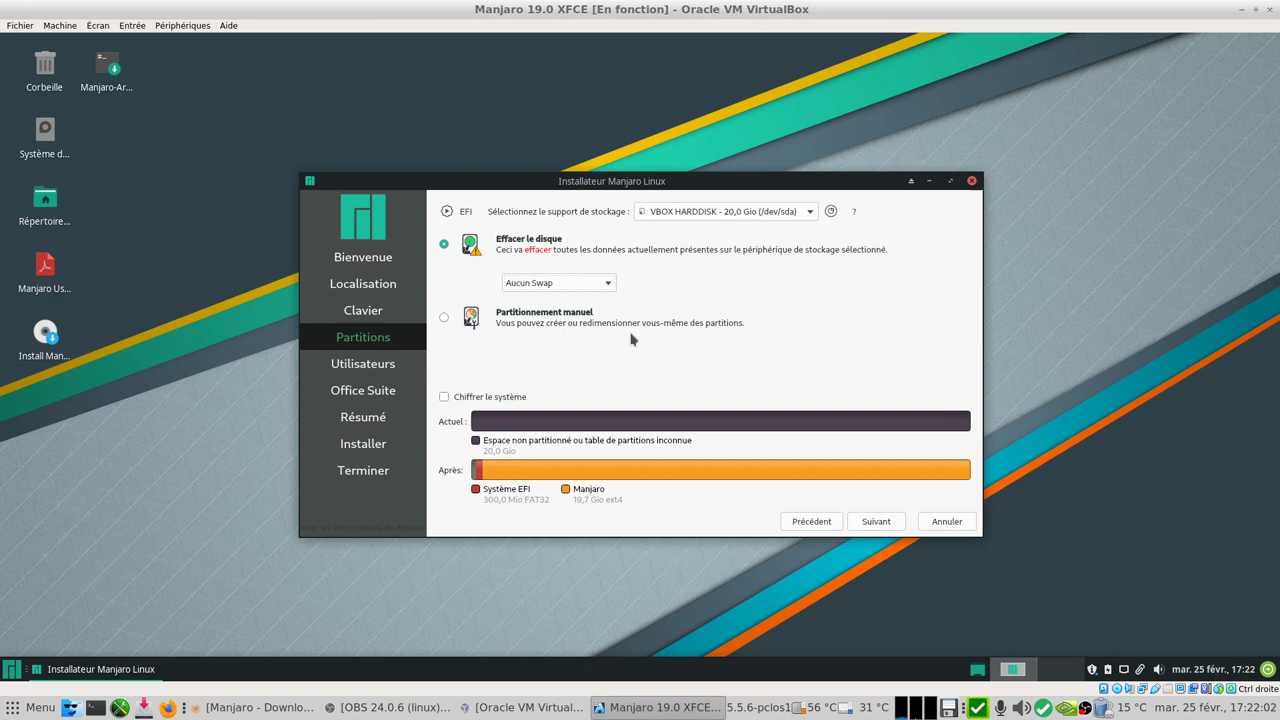 Manjaro 19.0 XFCE [En fonction] - Oracle VM VirtualBox
Fichier Machine Écran Entrée Périphériques Aide
Corbeille
Manjaro-Ar...
Système d...
Répertoire...
Manjaro Us...
Install Man...
Installateur Manjaro Linux
Bienvenue
Localisation
Clavier
Partitions
Utilisateurs
Office Suite
Résumé
Installer
Terminer
EFI Sélectionnez le support de stockage : VBOX HARDDISK - 20,0 Gio (/dev/sda) ?
Effacer le disque
Ceci va effacer toutes les données actuellement présentes sur le périphérique de stockage sélectionné.
Aucun Swap
Partitionnement manuel
Vous pouvez créer ou redimensionner vous-même des partitions.
Chiffrer le système
Actuel :
Espace non partitionné ou table de partitions inconnue
20,0 Gio
Après:
Système EFI Manjaro
300,0 Mio FAT32 19,7 Gio ext4
Précédent Suivant Annuler
Installateur Manjaro Linux mar. 25 févr., 17:22
Ctrl droite
Menu [Manjaro - Downlo... [OBS 24.0.0 (linux)... [Oracle VM Virtual... Manjaro 19.0 XFCE... 31 °C 15 °C mar. 25 févr., 17:22:02